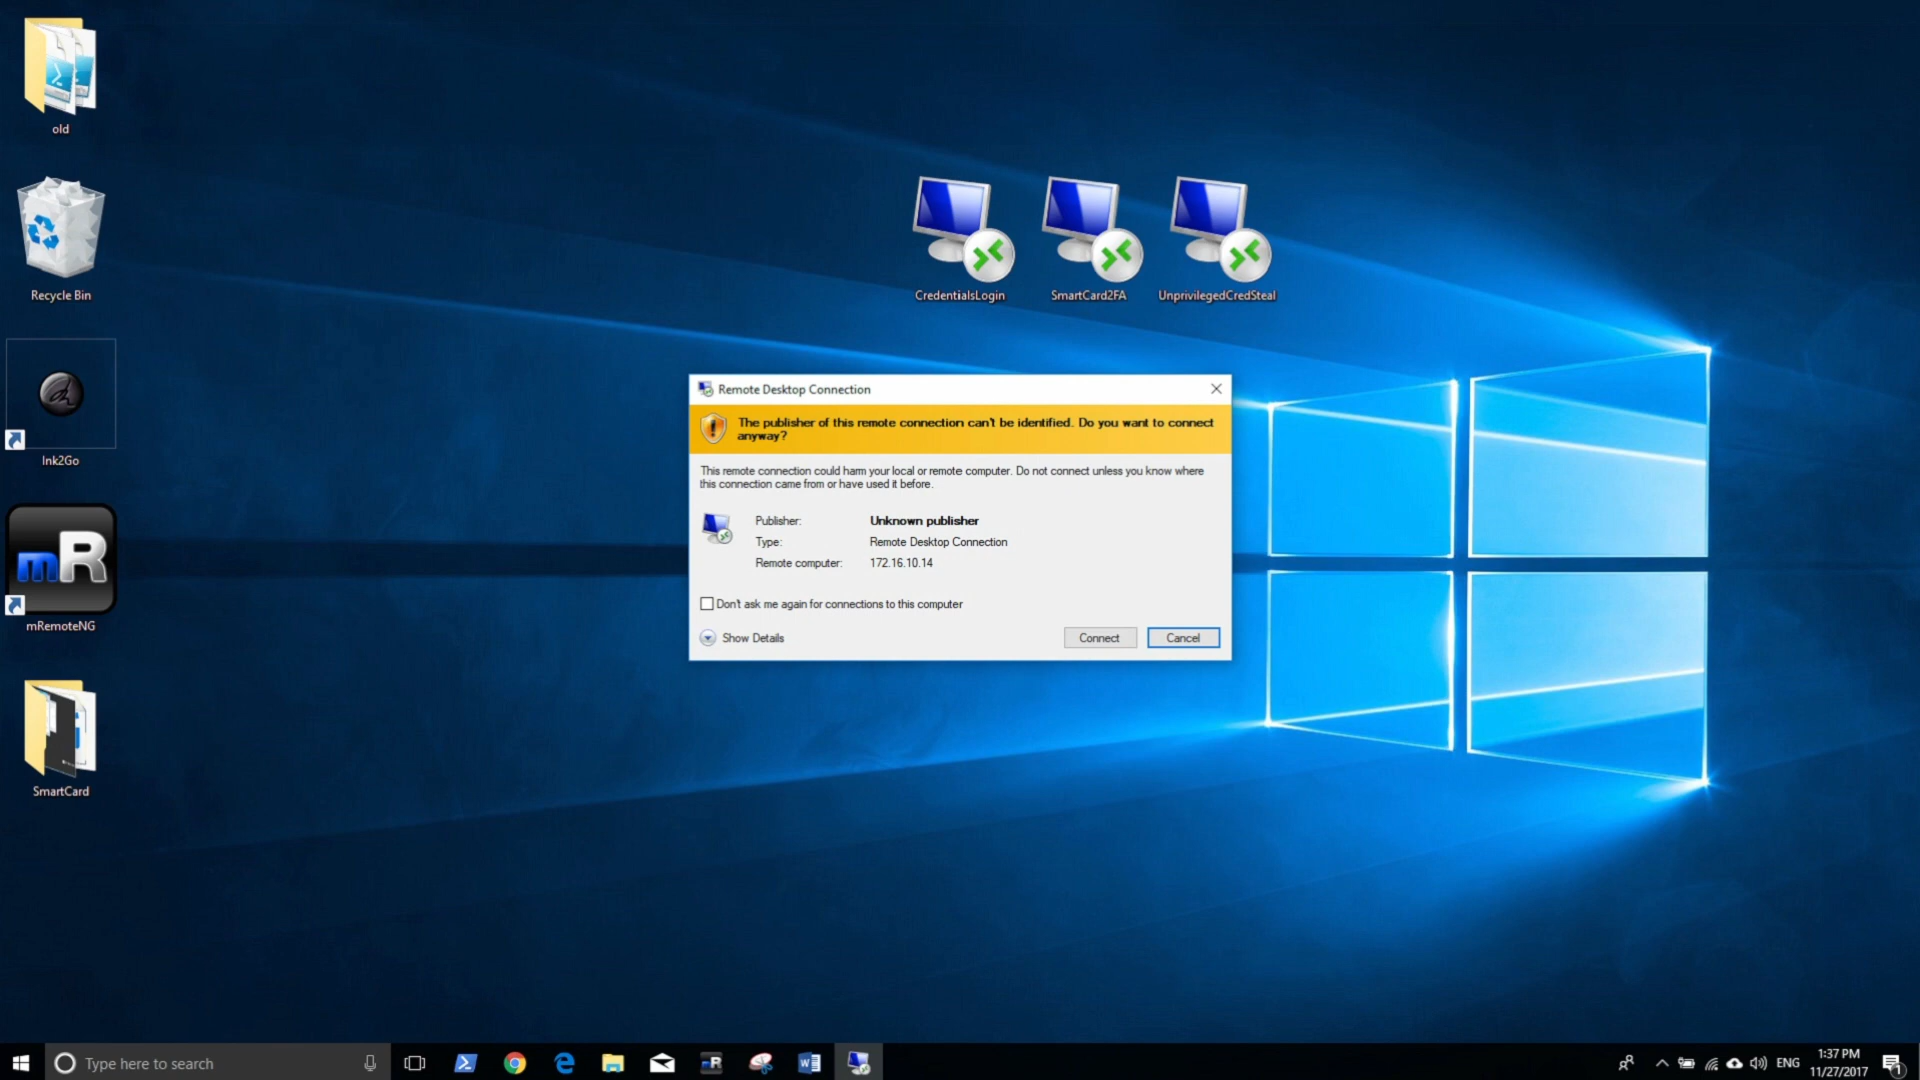 old
Recycle Bin
Ink2Go
mR
mRemoteNG
SmartCard
CredentialsLogin
SmartCard2FA
UnprivilegedCredSteal
Remote Desktop Connection
The publisher of this remote connection can't be identified. Do you want to connect
anyway?
This remote connection could harm your local or remote computer. Do not connect unless you know where
this connection came from or have used it before.
Publisher: Unknown publisher
Type: Remote Desktop Connection
Remote computer: 172.16.10.14
Don't ask me again for connections to this computer
Show Details
Connect
Cancel
Type here to search
mR
W
ENG
1:37 PM
11/27/2017
1